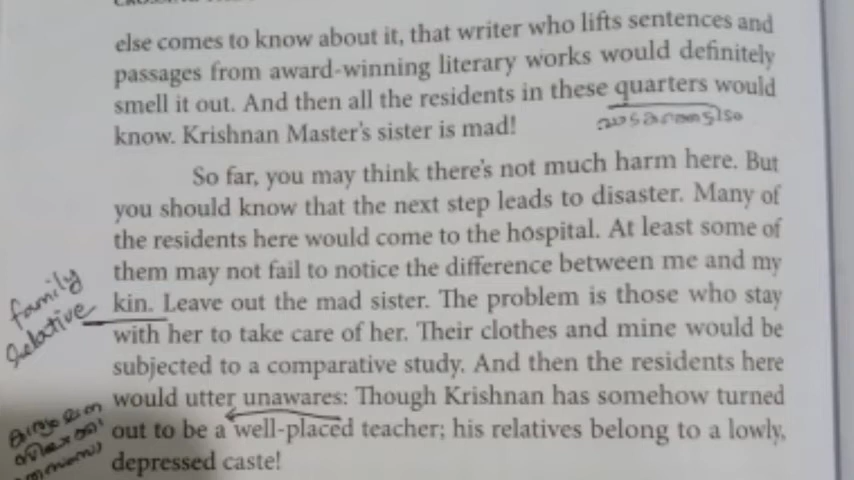 else comes to know about it, that writer who lifts sentences and
passages from award-winning literary works would definitely
smell it out. And then all the residents in these quarters would
know. Krishnan Master's sister is mad!
So far, you may think there's not much harm here. But
you should know that the next step leads to disaster. Many of
the residents here would come to the hospital. At least some of
them may not fail to notice the difference between me and my
family
relative
kin. Leave out the mad sister. The problem is those who stay
with her to take care of her. Their clothes and mine would be
subjected to a comparative study. And then the residents here
would utter unawares: Though Krishnan has somehow turned
out to be a well-placed teacher; his relatives belong to a lowly,
depressed caste!